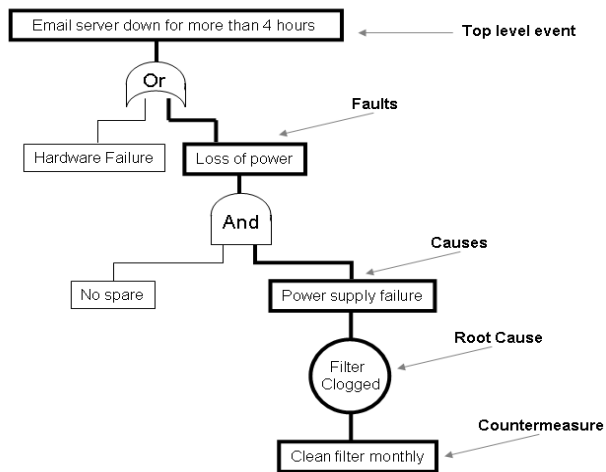 Email server down for more than 4 hours
Top level event
Or
Faults
Hardware Failure
Loss of power
And
Causes
No spare
Power supply failure
Root Cause
Filter
Clogged
Countermeasure
Clean filter monthly